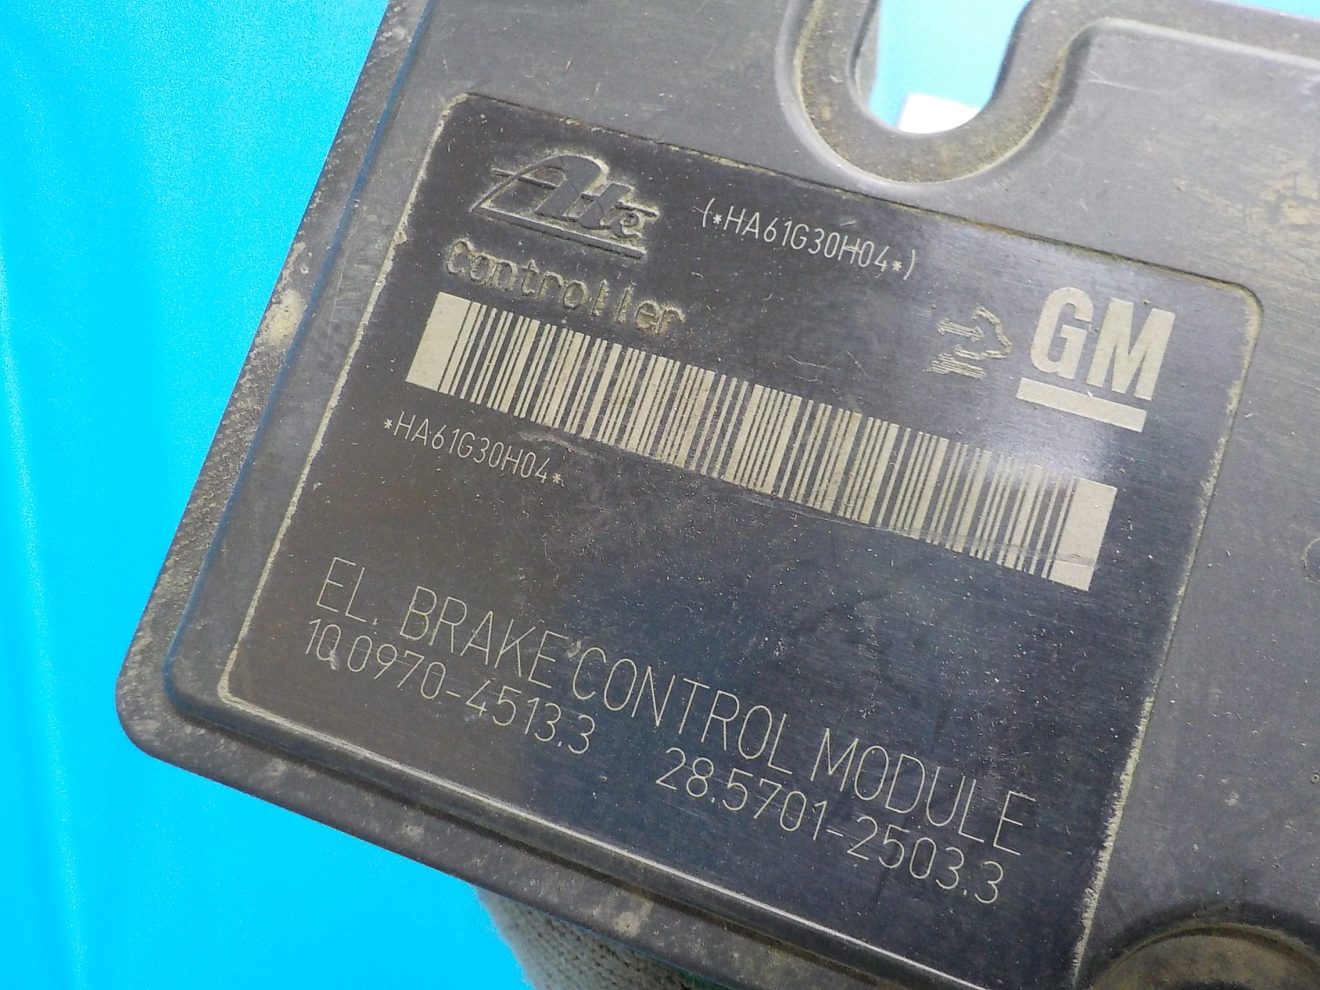 Ate
(*HA61G30H04*)
controller
GM
*HA61G30H04*
EL. BRAKE CONTROL MODULE
10.0970-4513.3 28.5701-2503.3